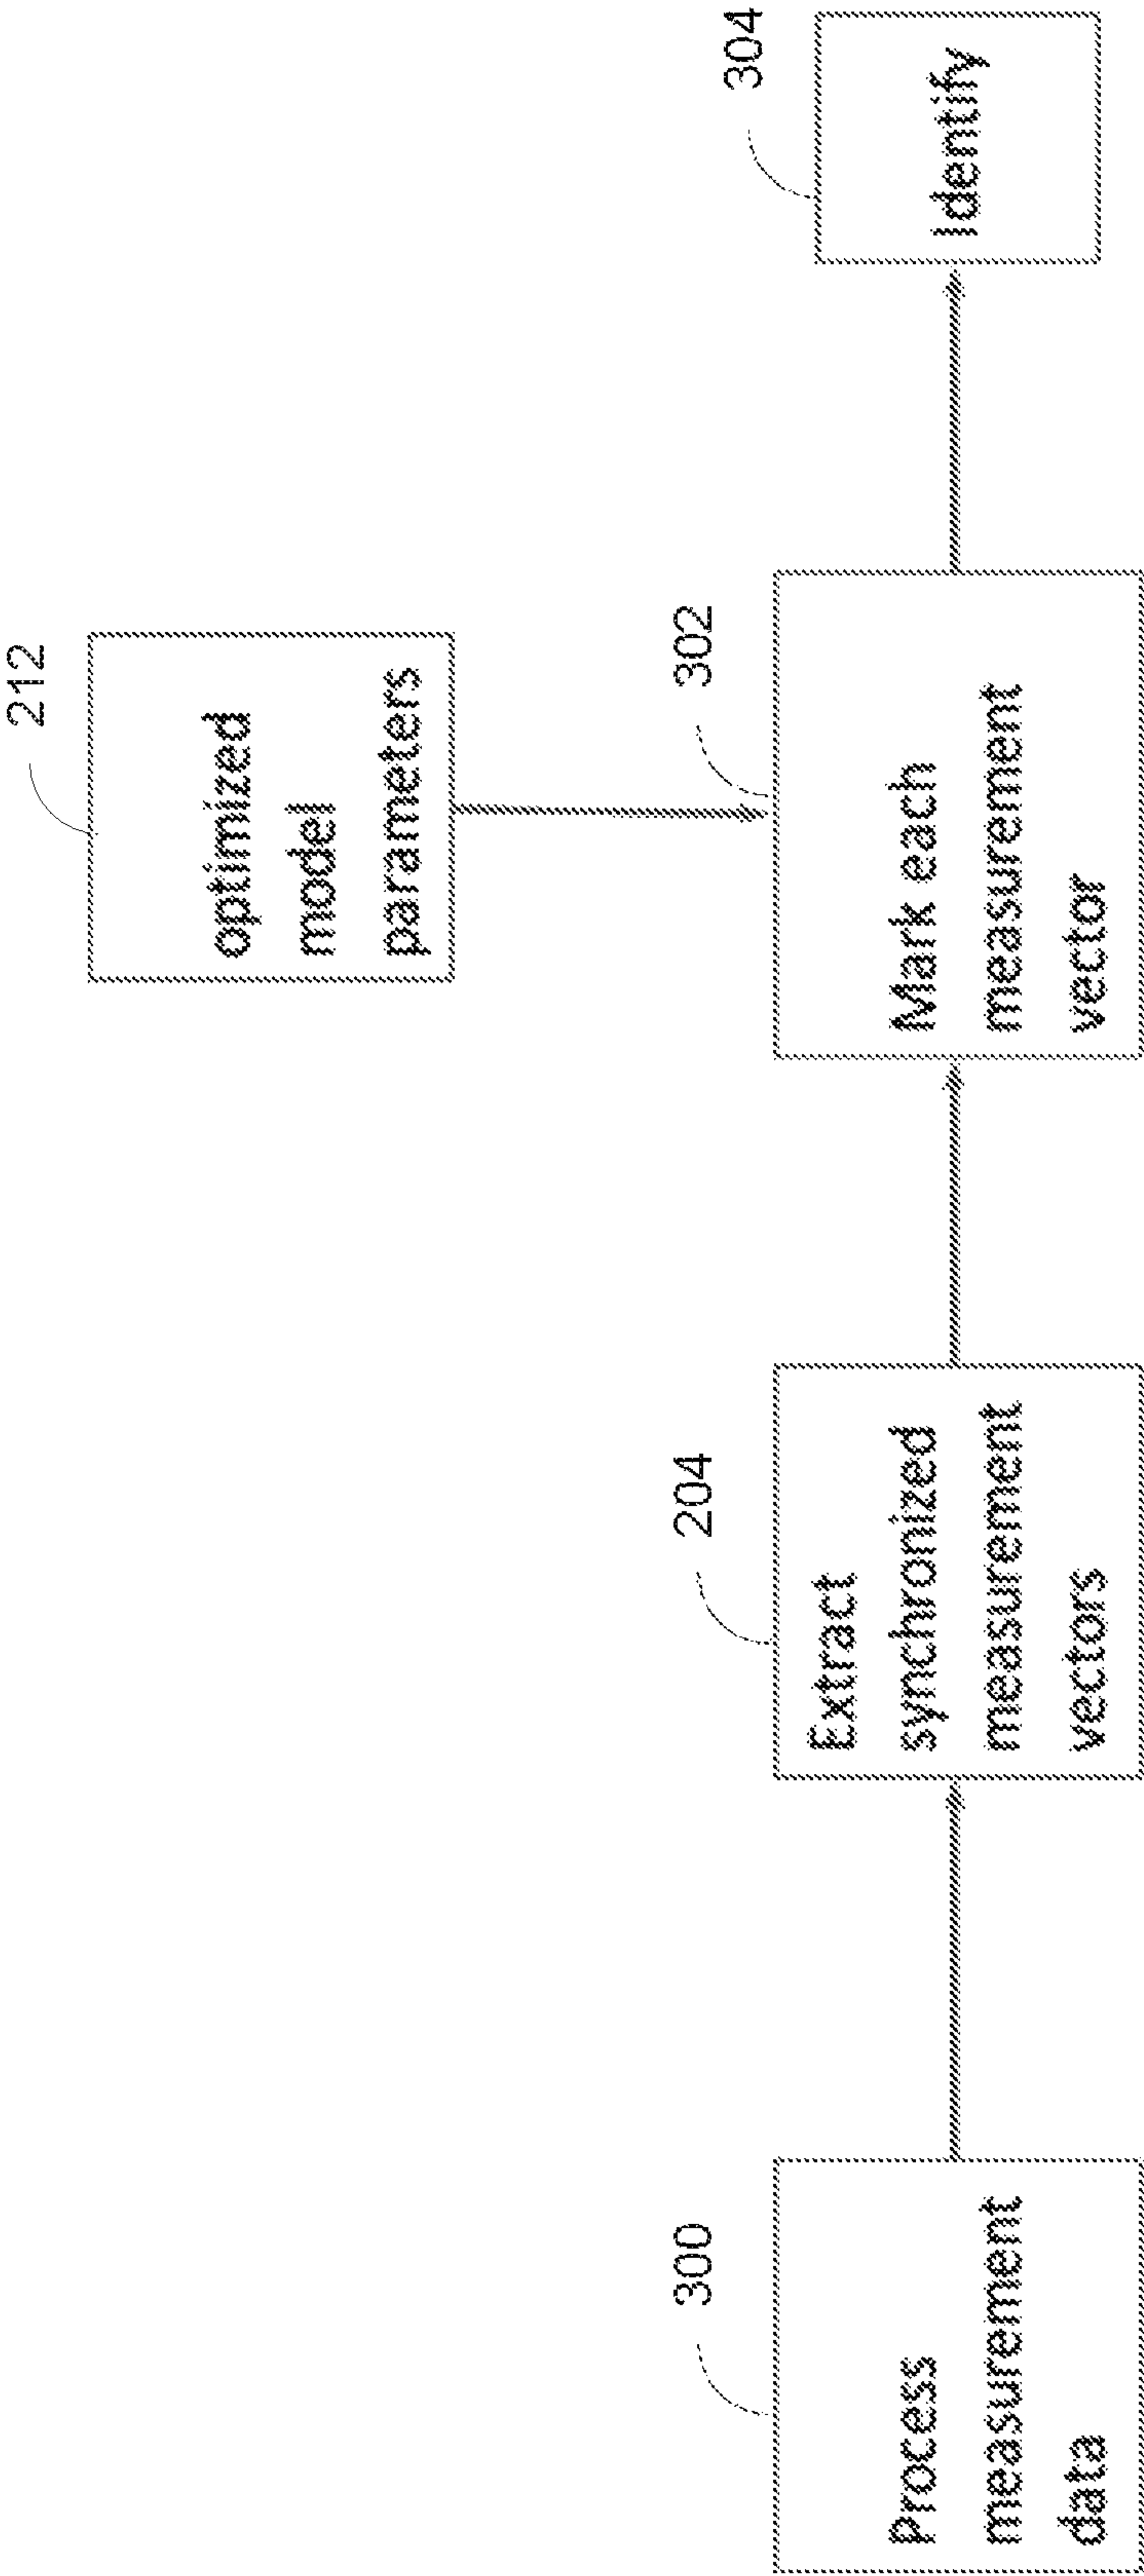 212
optimized
model
parameters
300
Process
measurement
data
204
Extract
synchronized
measurement
vectors
302
Mark each
measurement
vector
304
Identify